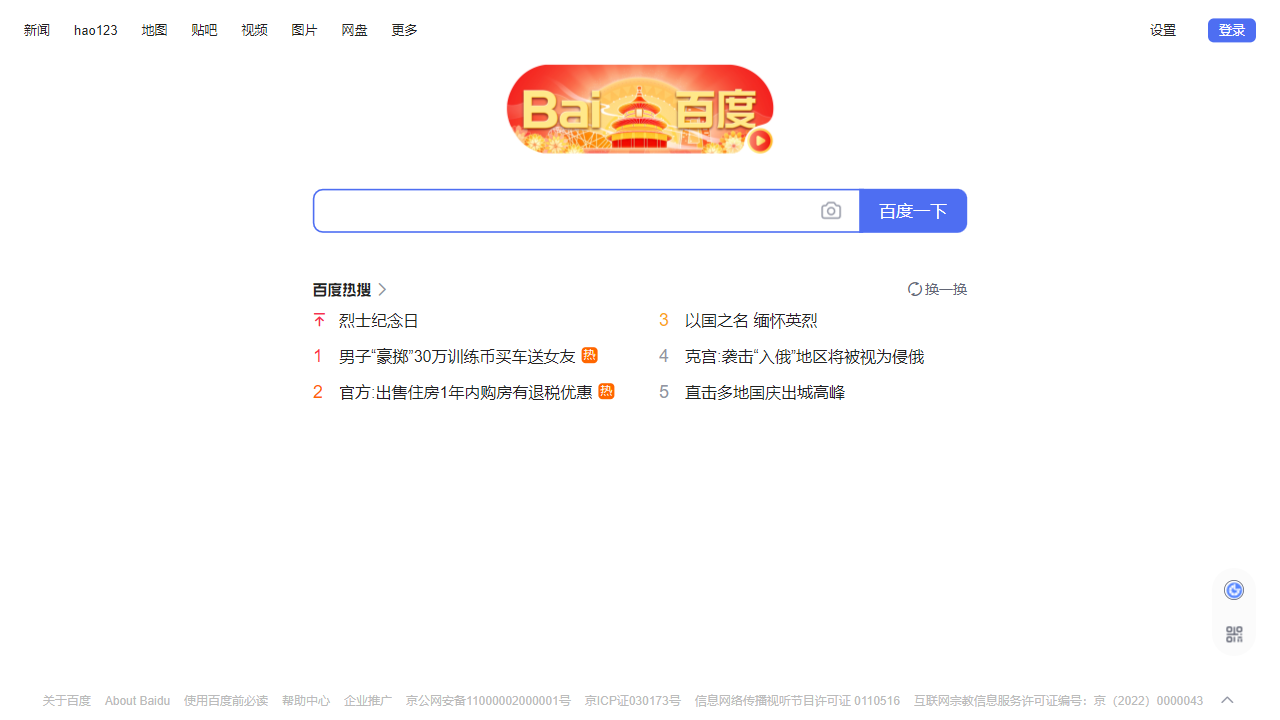 新闻 hao123 地图 贴吧 视频 图片 网盘 更多 设置 登录
Bai 百度
百度一下
百度热搜 换一换
烈士纪念日
1 男子“豪掷”30万训练币买车送女友 热
2 官方:出售住房1年内购房有退税优惠 热
3 以国之名 缅怀英烈
4 克宫:袭击“入俄”地区将被视为侵俄
5 直击多地国庆出城高峰
关于百度 About Baidu 使用百度前必读 帮助中心 企业推广 京公网安备11000002000001号 京ICP证030173号 信息网络传播视听节目许可证 0110516 互联网宗教信息服务许可证编号：京（2022）0000043